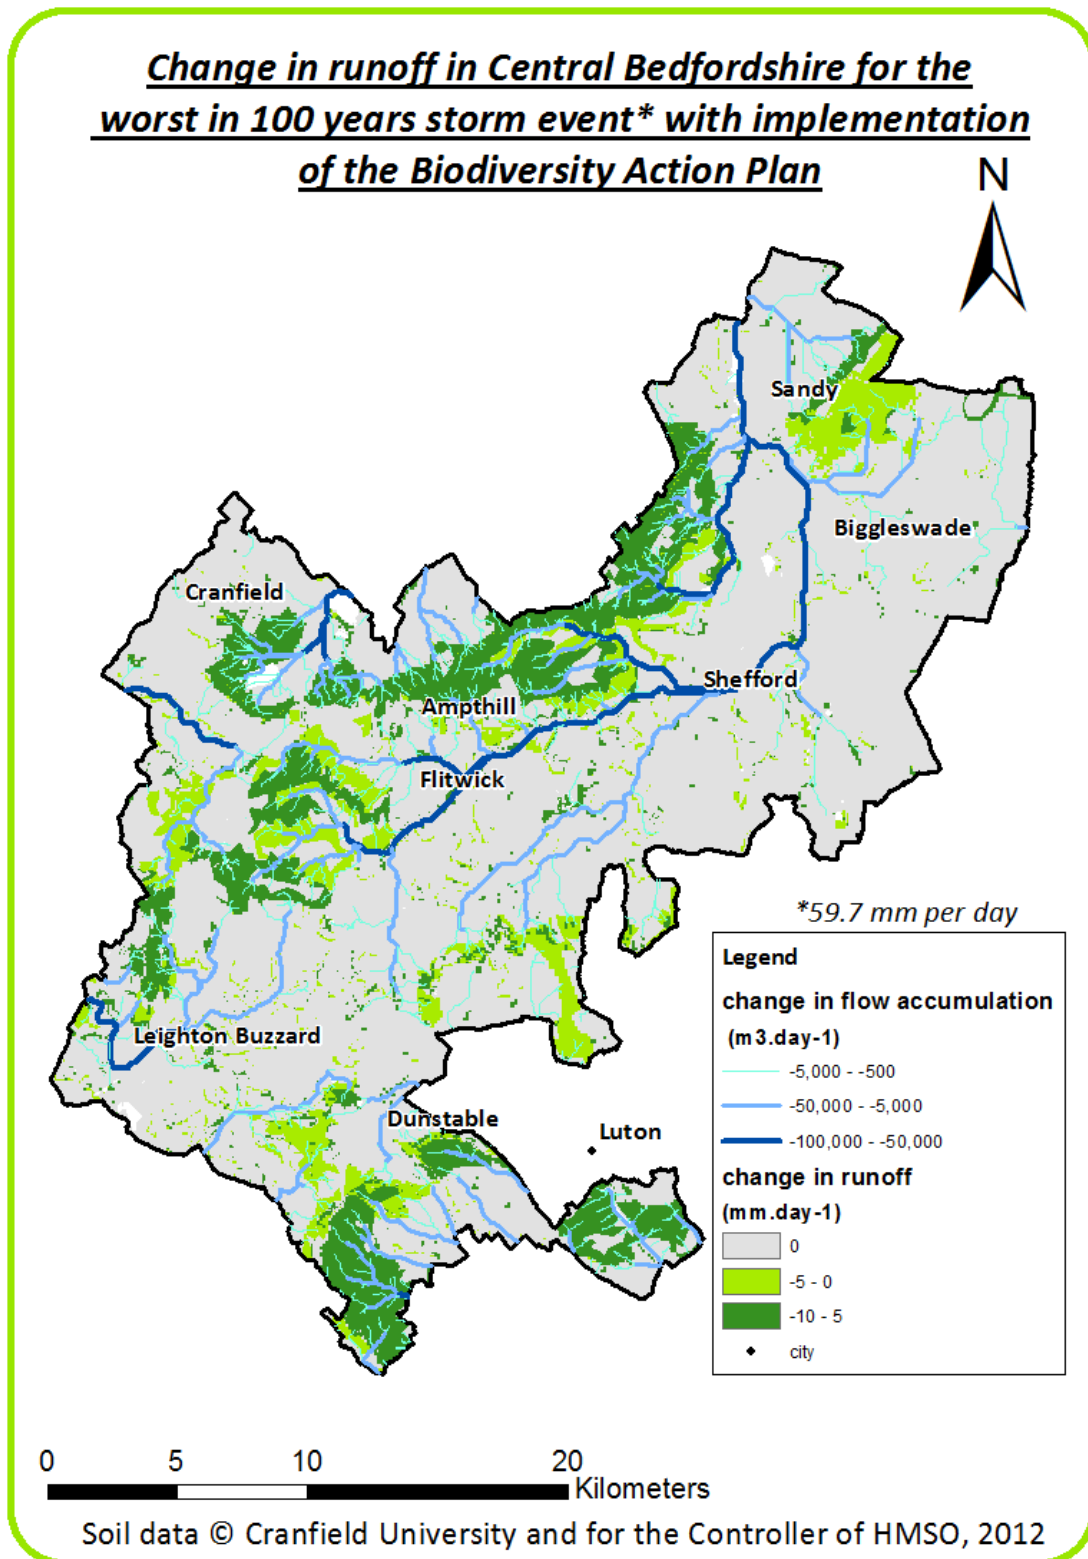 Change in runoff in Central Bedfordshire for the
worst in 100 years storm event* with implementation
of the Biodiversity Action Plan
N
Sandy
Biggleswade
Cranfield
Shefford
Ampthill
Flitwick
*59.7 mm per day
Leighton Buzzard
Dunstable
Luton
Legend
change in flow accumulation
(m3.day-1)
-5,000 - -500
-50,000 - -5,000
-100,000 - -50,000
change in runoff
(mm.day-1)
0
-5 - 0
-10 - 5
city
0 5 10 20
Kilometers
Soil data © Cranfield University and for the Controller of HMSO, 2012